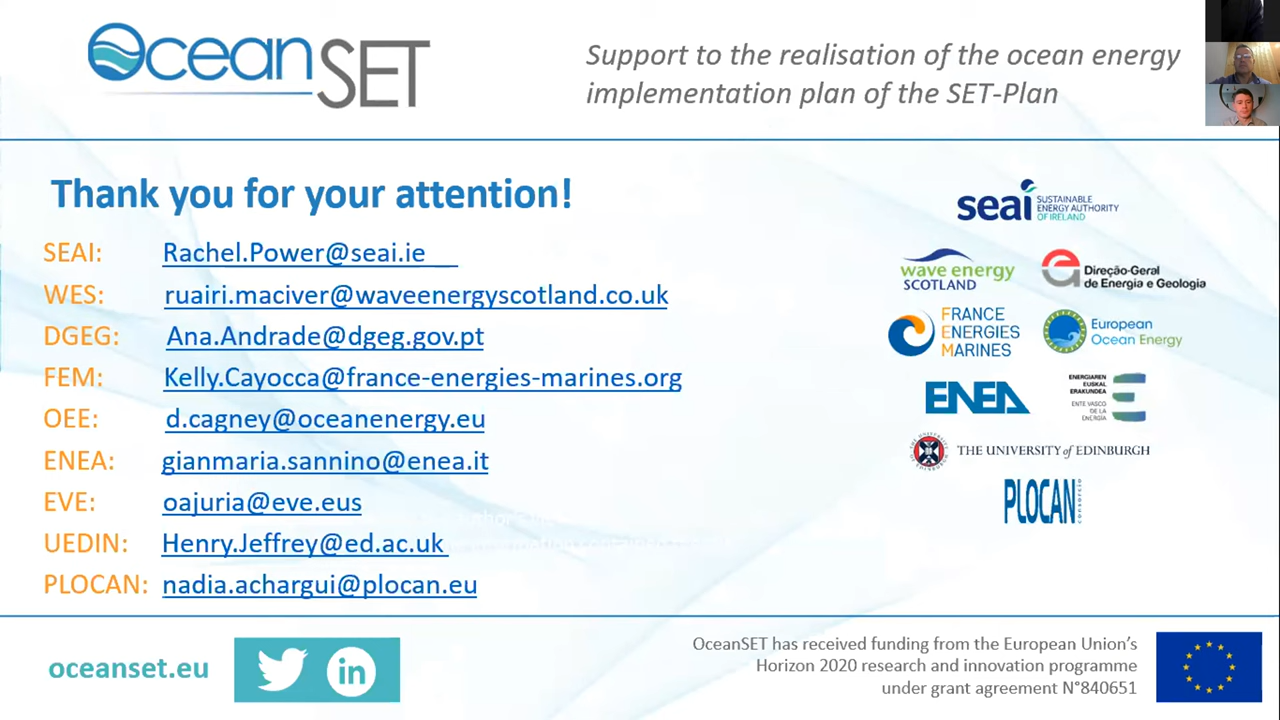 OceanSET
Support to the realisation of the ocean energy
implementation plan of the SET-Plan
Thank you for your attention!
SEAI: Rachel.Power@seai.ie
WES: ruairi.maciver@waveenergyscotland.co.uk
DGEG: Ana.Andrade@dgeg.gov.pt
FEM: Kelly.Cayocca@france-energies-marines.org
OEE: d.cagney@oceanenergy.eu
ENEA: gianmaria.sannino@enea.it
EVE: oajuria@eve.eus
UEDIN: Henry.Jeffrey@ed.ac.uk
PLOCAN: nadia.achargui@plocan.eu
seai SUSTAINABLE
ENERGY AUTHORITY
OF IRELAND
wave energy
SCOTLAND
Direção-Geral
de Energia e Geologia
FRANCE
ENERGIES
MARINES
European
Ocean Energy
ENEA
ENERGIAREN
EUSKAL
ERAKUNDEA
ENTE VASCO
DE LA
ENERGÍA
THE UNIVERSITY of EDINBURGH
PLOCAN
consorcio
oceanset.eu
in
OceanSET has received funding from the European Union's
Horizon 2020 research and innovation programme
under grant agreement N°840651